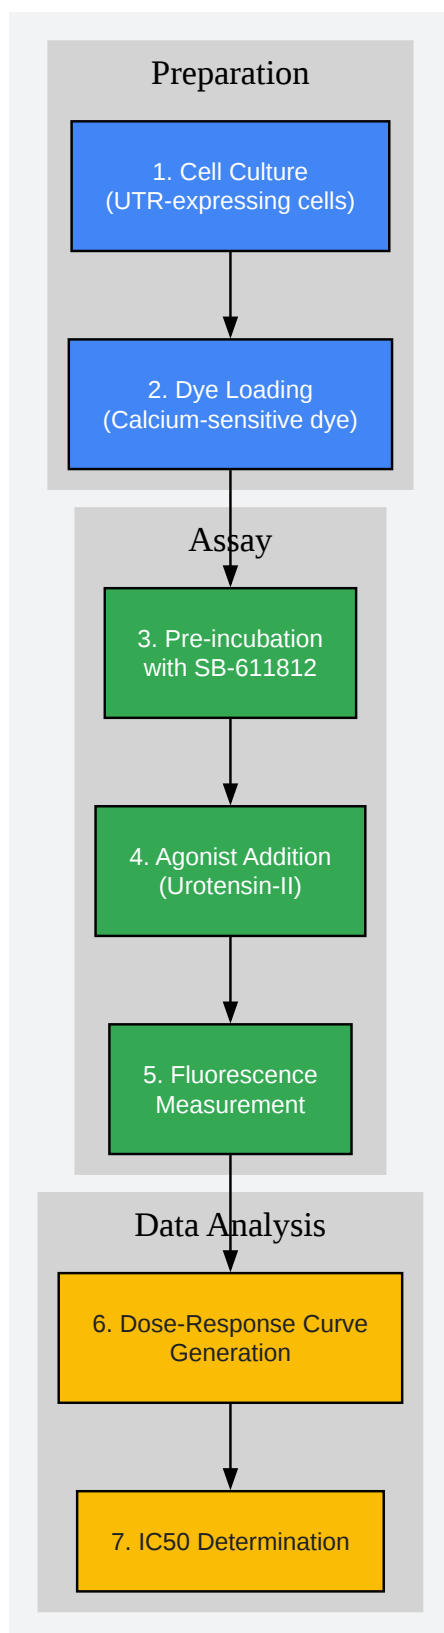 Preparation
1. Cell Culture
(UTR-expressing cells)
2. Dye Loading
(Calcium-sensitive dye)
Assay
3. Pre-incubation
with SB-611812
4. Agonist Addition
(Urotensin-II)
5. Fluorescence
Measurement
Data Analysis
6. Dose-Response Curve
Generation
7. IC50 Determination